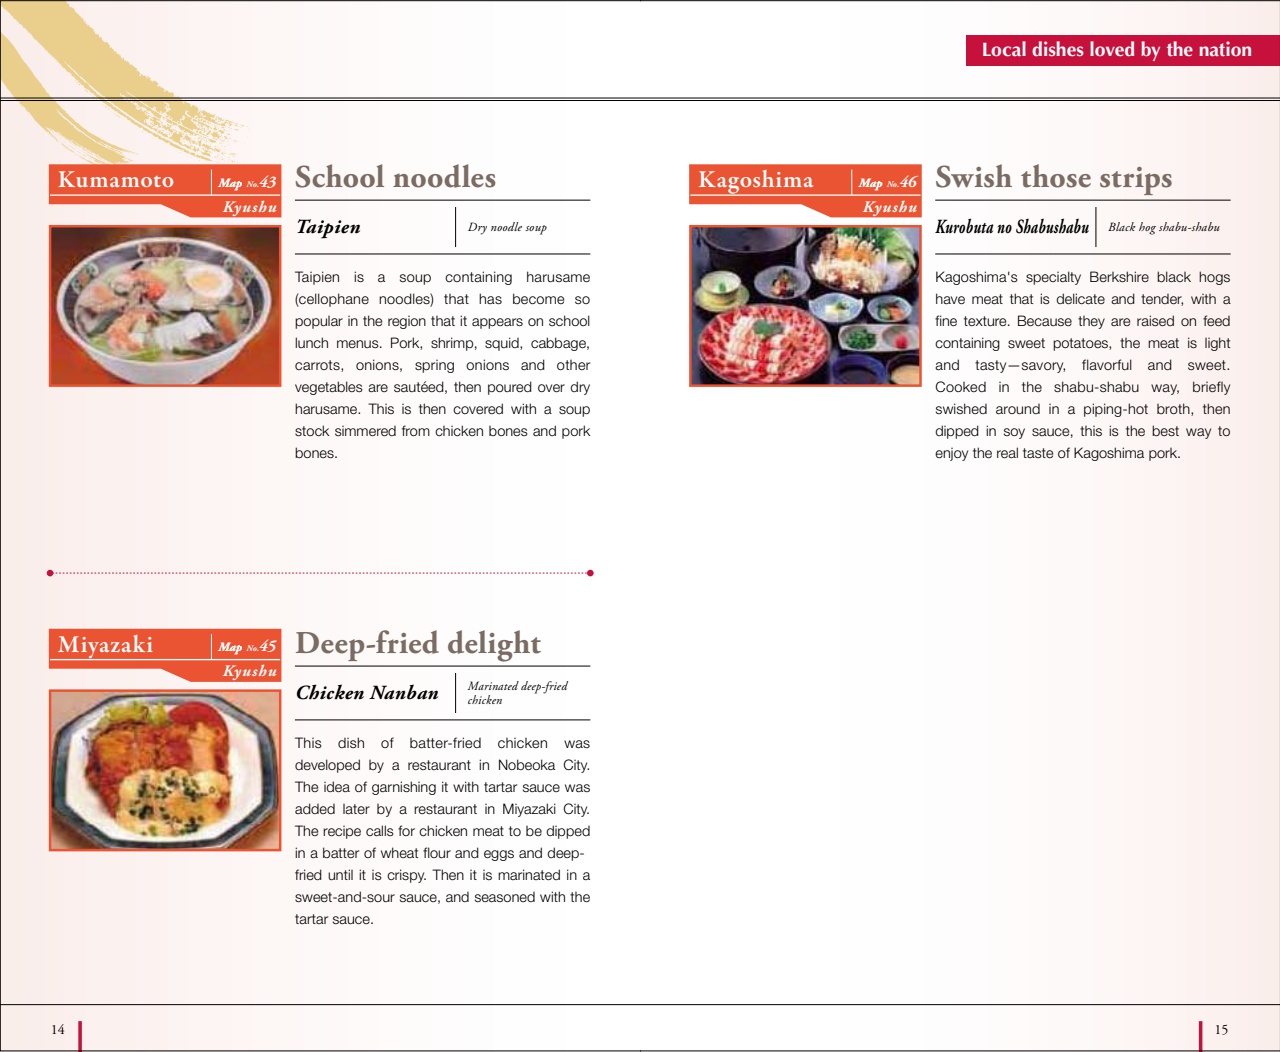 Local dishes loved by the nation
Kumamoto
Map No.43
Kyushu
School noodles
Taipien
Dry noodle soup
Taipien is a soup containing harusame
(cellophane noodles) that has become so
popular in the region that it appears on school
lunch menus. Pork, shrimp, squid, cabbage,
carrots, onions, spring onions and other
vegetables are sautéed, then poured over dry
harusame. This is then covered with a soup
stock simmered from chicken bones and pork
bones.
Miyazaki
Map No.45
Kyushu
Deep-fried delight
Chicken Nanban
Marinated deep-fried
chicken
This dish of batter-fried chicken was
developed by a restaurant in Nobeoka City.
The idea of garnishing it with tartar sauce was
added later by a restaurant in Miyazaki City.
The recipe calls for chicken meat to be dipped
in a batter of wheat flour and eggs and deep-
fried until it is crispy. Then it is marinated in a
sweet-and-sour sauce, and seasoned with the
tartar sauce.
Kagoshima
Map No.46
Kyushu
Swish those strips
Kurobuta no Shabushabu
Black hog shabu-shabu
Kagoshima's specialty Berkshire black hogs
have meat that is delicate and tender, with a
fine texture. Because they are raised on feed
containing sweet potatoes, the meat is light
and tasty—savory, flavorful and sweet.
Cooked in the shabu-shabu way, briefly
swished around in a piping-hot broth, then
dipped in soy sauce, this is the best way to
enjoy the real taste of Kagoshima pork.
14
15